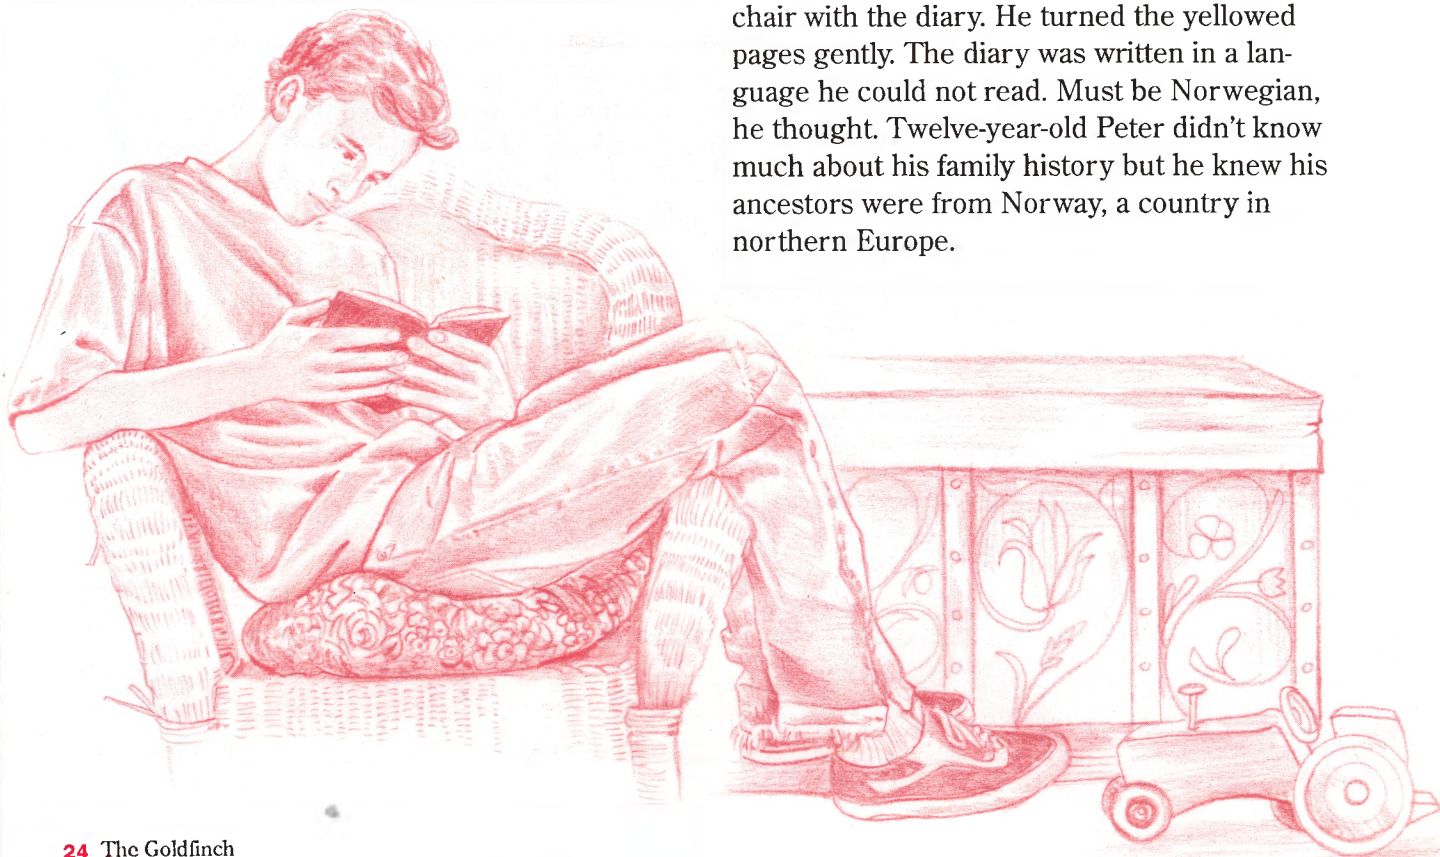 chair with the diary. He turned the yellowed
pages gently. The diary was written in a lan-
guage he could not read. Must be Norwegian,
he thought. Twelve-year-old Peter didn't know
much about his family history but he knew his
ancestors were from Norway, a country in
northern Europe.
24 The Goldfinch